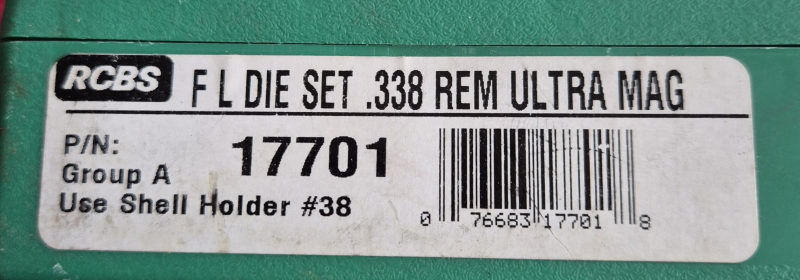 RCBS F L DIE SET .338 REM ULTRA MAG
P/N: 17701
Group A
Use Shell Holder #38
0 76683 17701 8